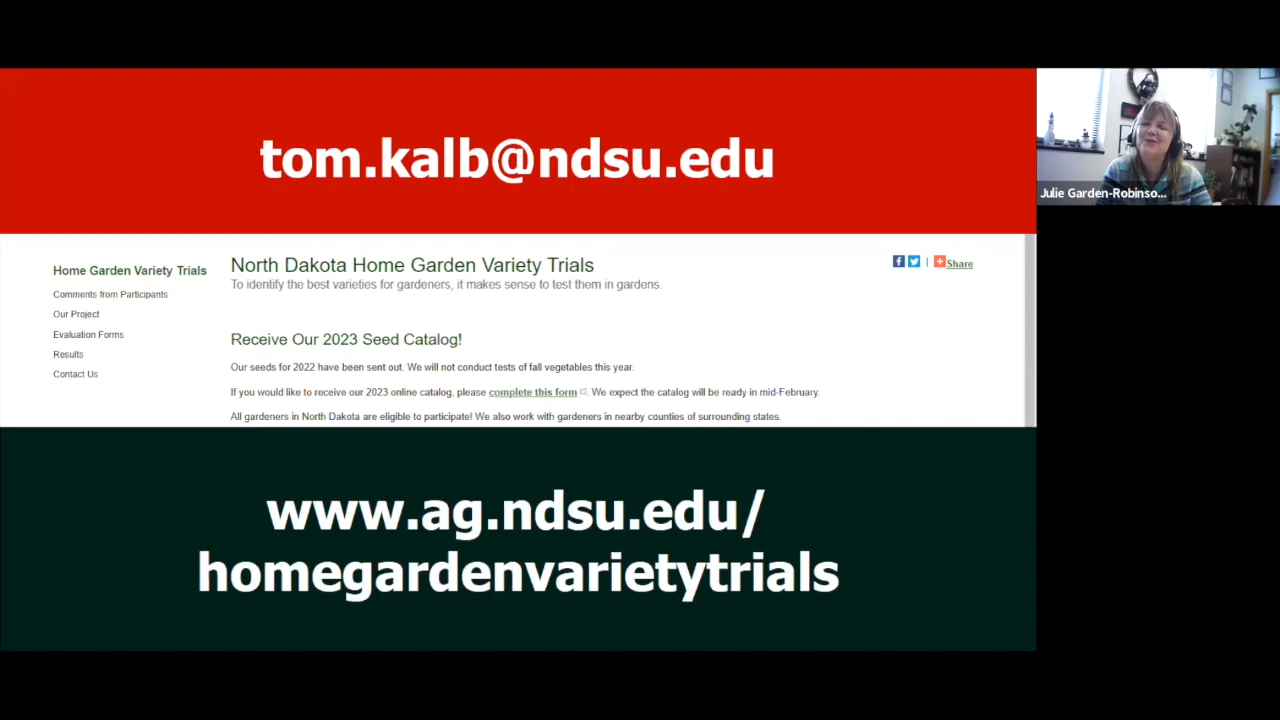 tom.kalb@ndsu.edu
Julie Garden-Robinso...
Home Garden Variety Trials
Comments from Participants
Our Project
Evaluation Forms
Results
Contact Us
North Dakota Home Garden Variety Trials
To identify the best varieties for gardeners, it makes sense to test them in gardens.
| Share
Receive Our 2023 Seed Catalog!
Our seeds for 2022 have been sent out. We will not conduct tests of fall vegetables this year.
If you would like to receive our 2023 online catalog, please complete this form. We expect the catalog will be ready in mid-February.
All gardeners in North Dakota are eligible to participate! We also work with gardeners in nearby counties of surrounding states.
www.ag.ndsu.edu/
homegardenvarietytrials